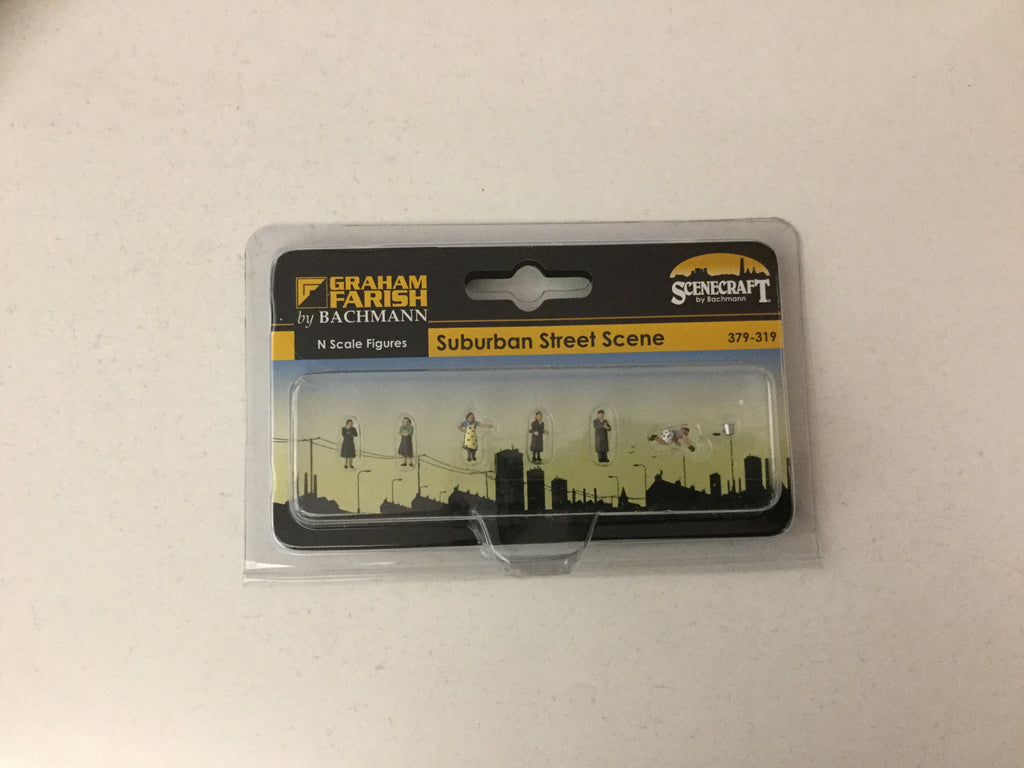 GRAHAM
FARISH
by BACHMANN
SCENECRAFT
by Bachmann
N Scale Figures
Suburban Street Scene
379-319